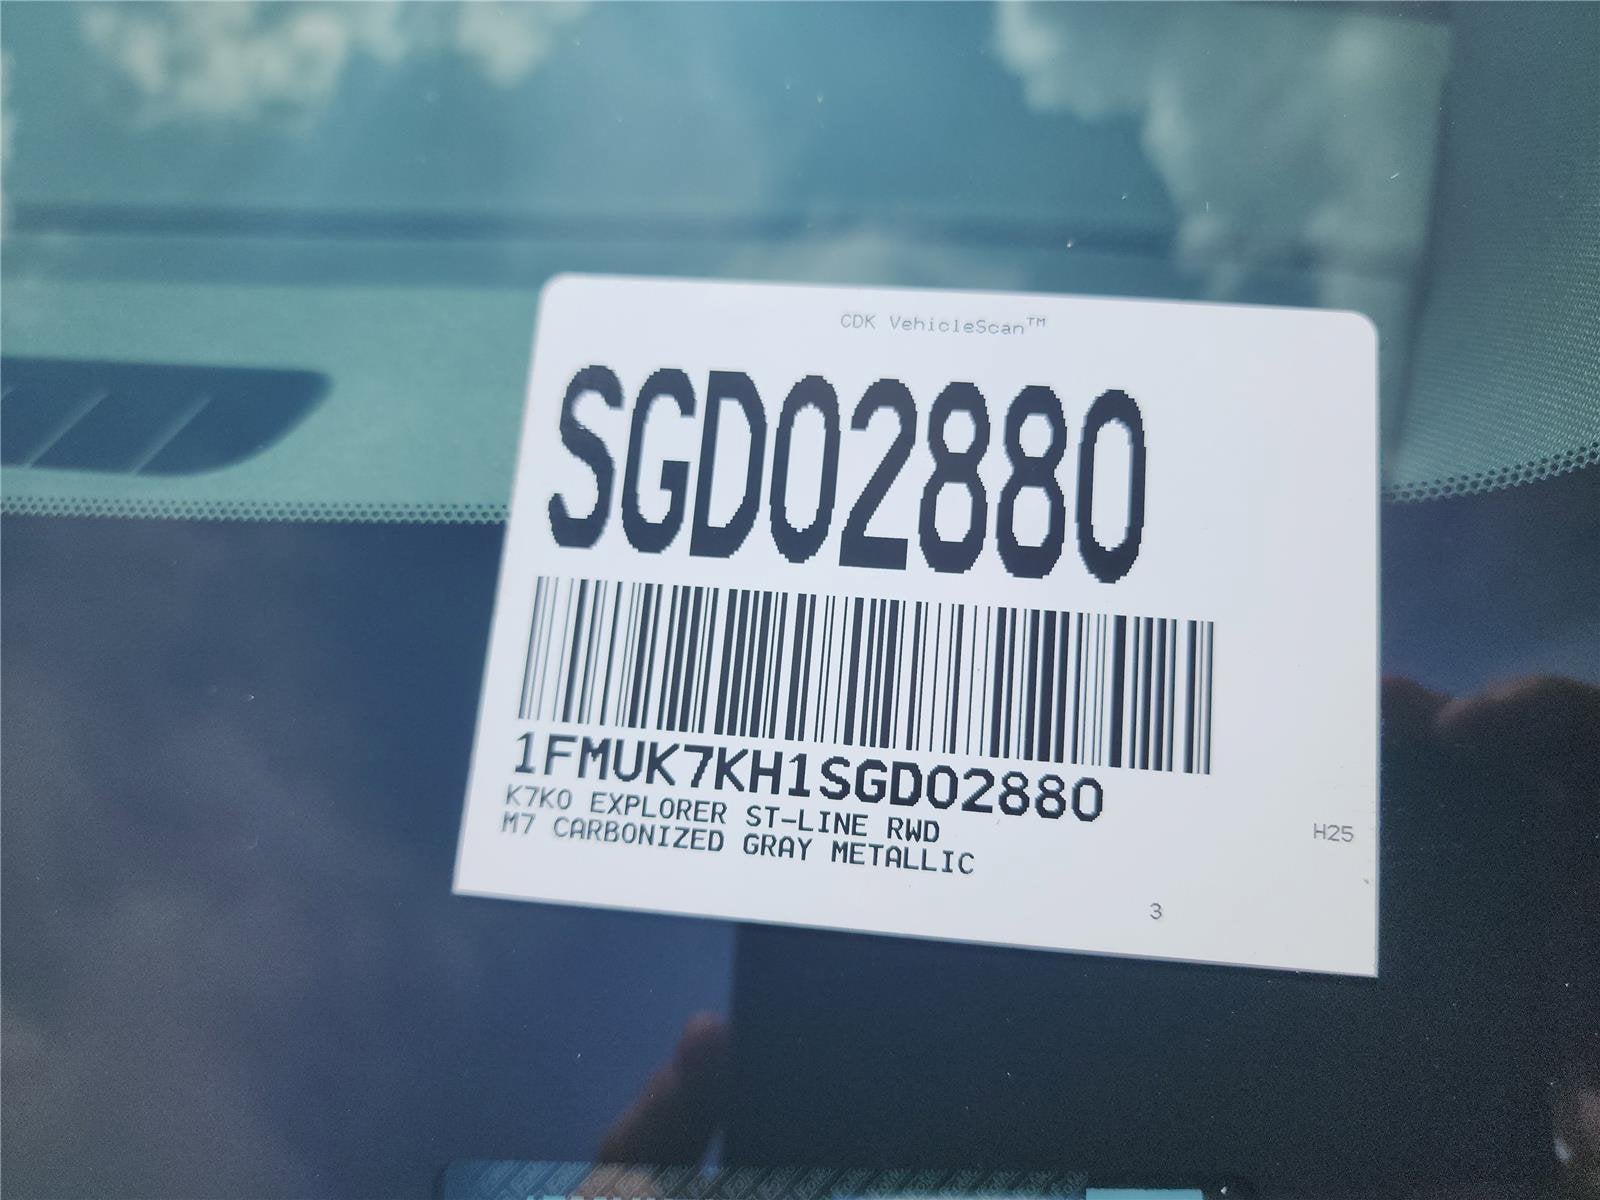 CDK VehicleScan™
SGD02880
1FMUK7KH1SGD02880
K7K0 EXPLORER ST-LINE RWD
M7 CARBONIZED GRAY METALLIC
H25
3